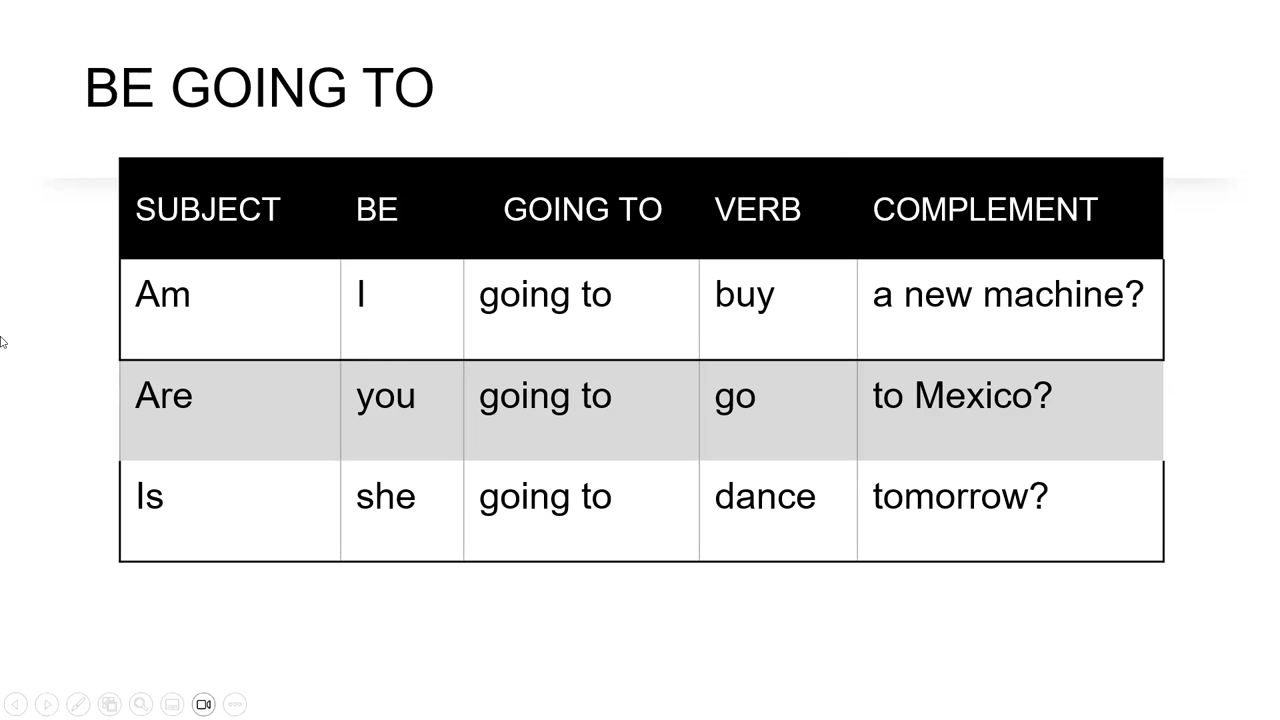 BE GOING TO
SUBJECT BE GOING TO VERB COMPLEMENT
Am I going to buy a new machine?
Are you going to go to Mexico?
Is she going to dance tomorrow?